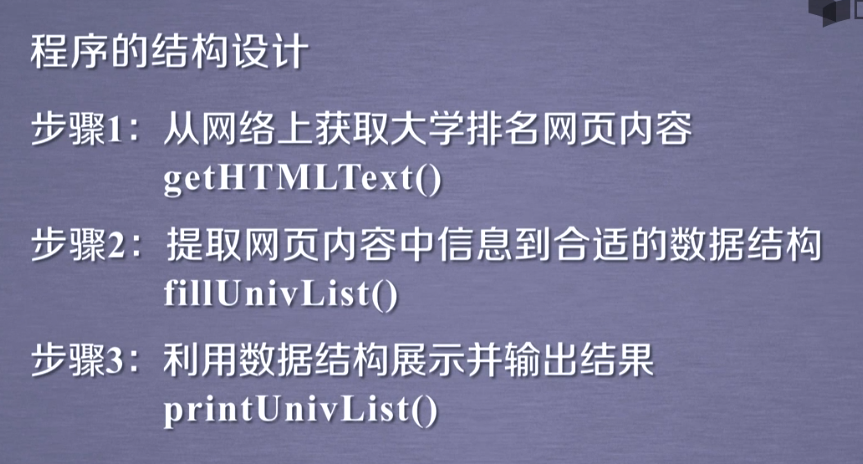 程序的结构设计
步骤1：从网络上获取大学排名网页内容
getHTMLText()
步骤2：提取网页内容中信息到合适的数据结构
fillUnivList()
步骤3：利用数据结构展示并输出结果
printUnivList()